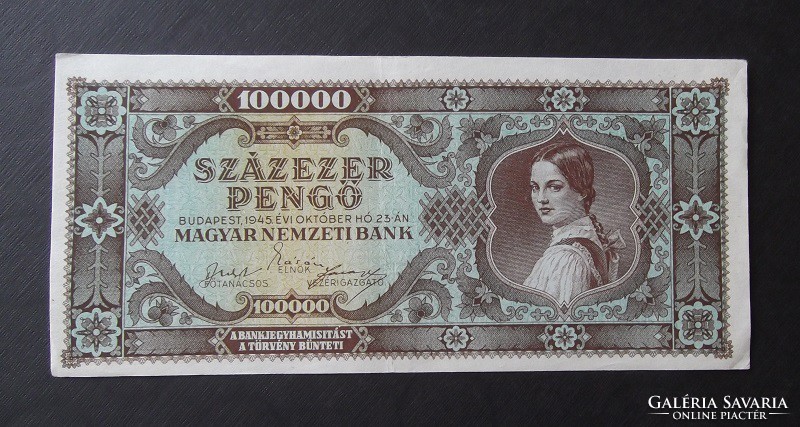 100000
SZÁZEZER
PENGŐ
BUDAPEST, 1945. ÉVI OKTÓBER HÓ 23-ÁN
MAGYAR NEMZETI BANK
ELNÖK
FŐTANÁCSOS VEZÉRIGAZGATÓ
100000
A BANKJEGYHAMISITÁST
A TÖRVÉNY BÜNTETI
GALÉRIA SAVARIA
ONLINE PIACTÉR